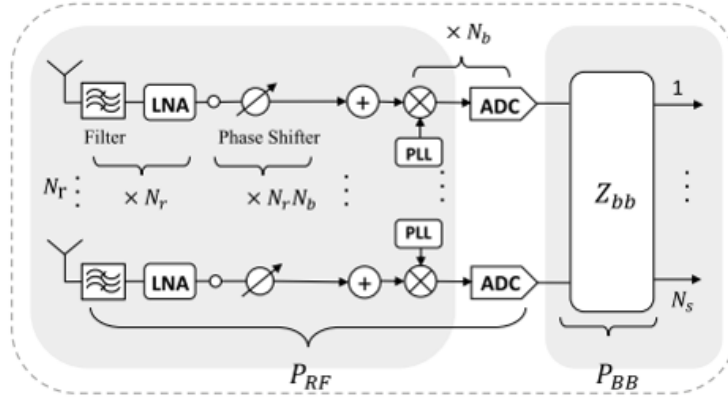 × N_b
LNA
ADC
1
Filter
Phase Shifter
PLL
N_r
× N_r
× N_r N_b
Z_bb
PLL
LNA
ADC
N_s
P_RF
P_BB